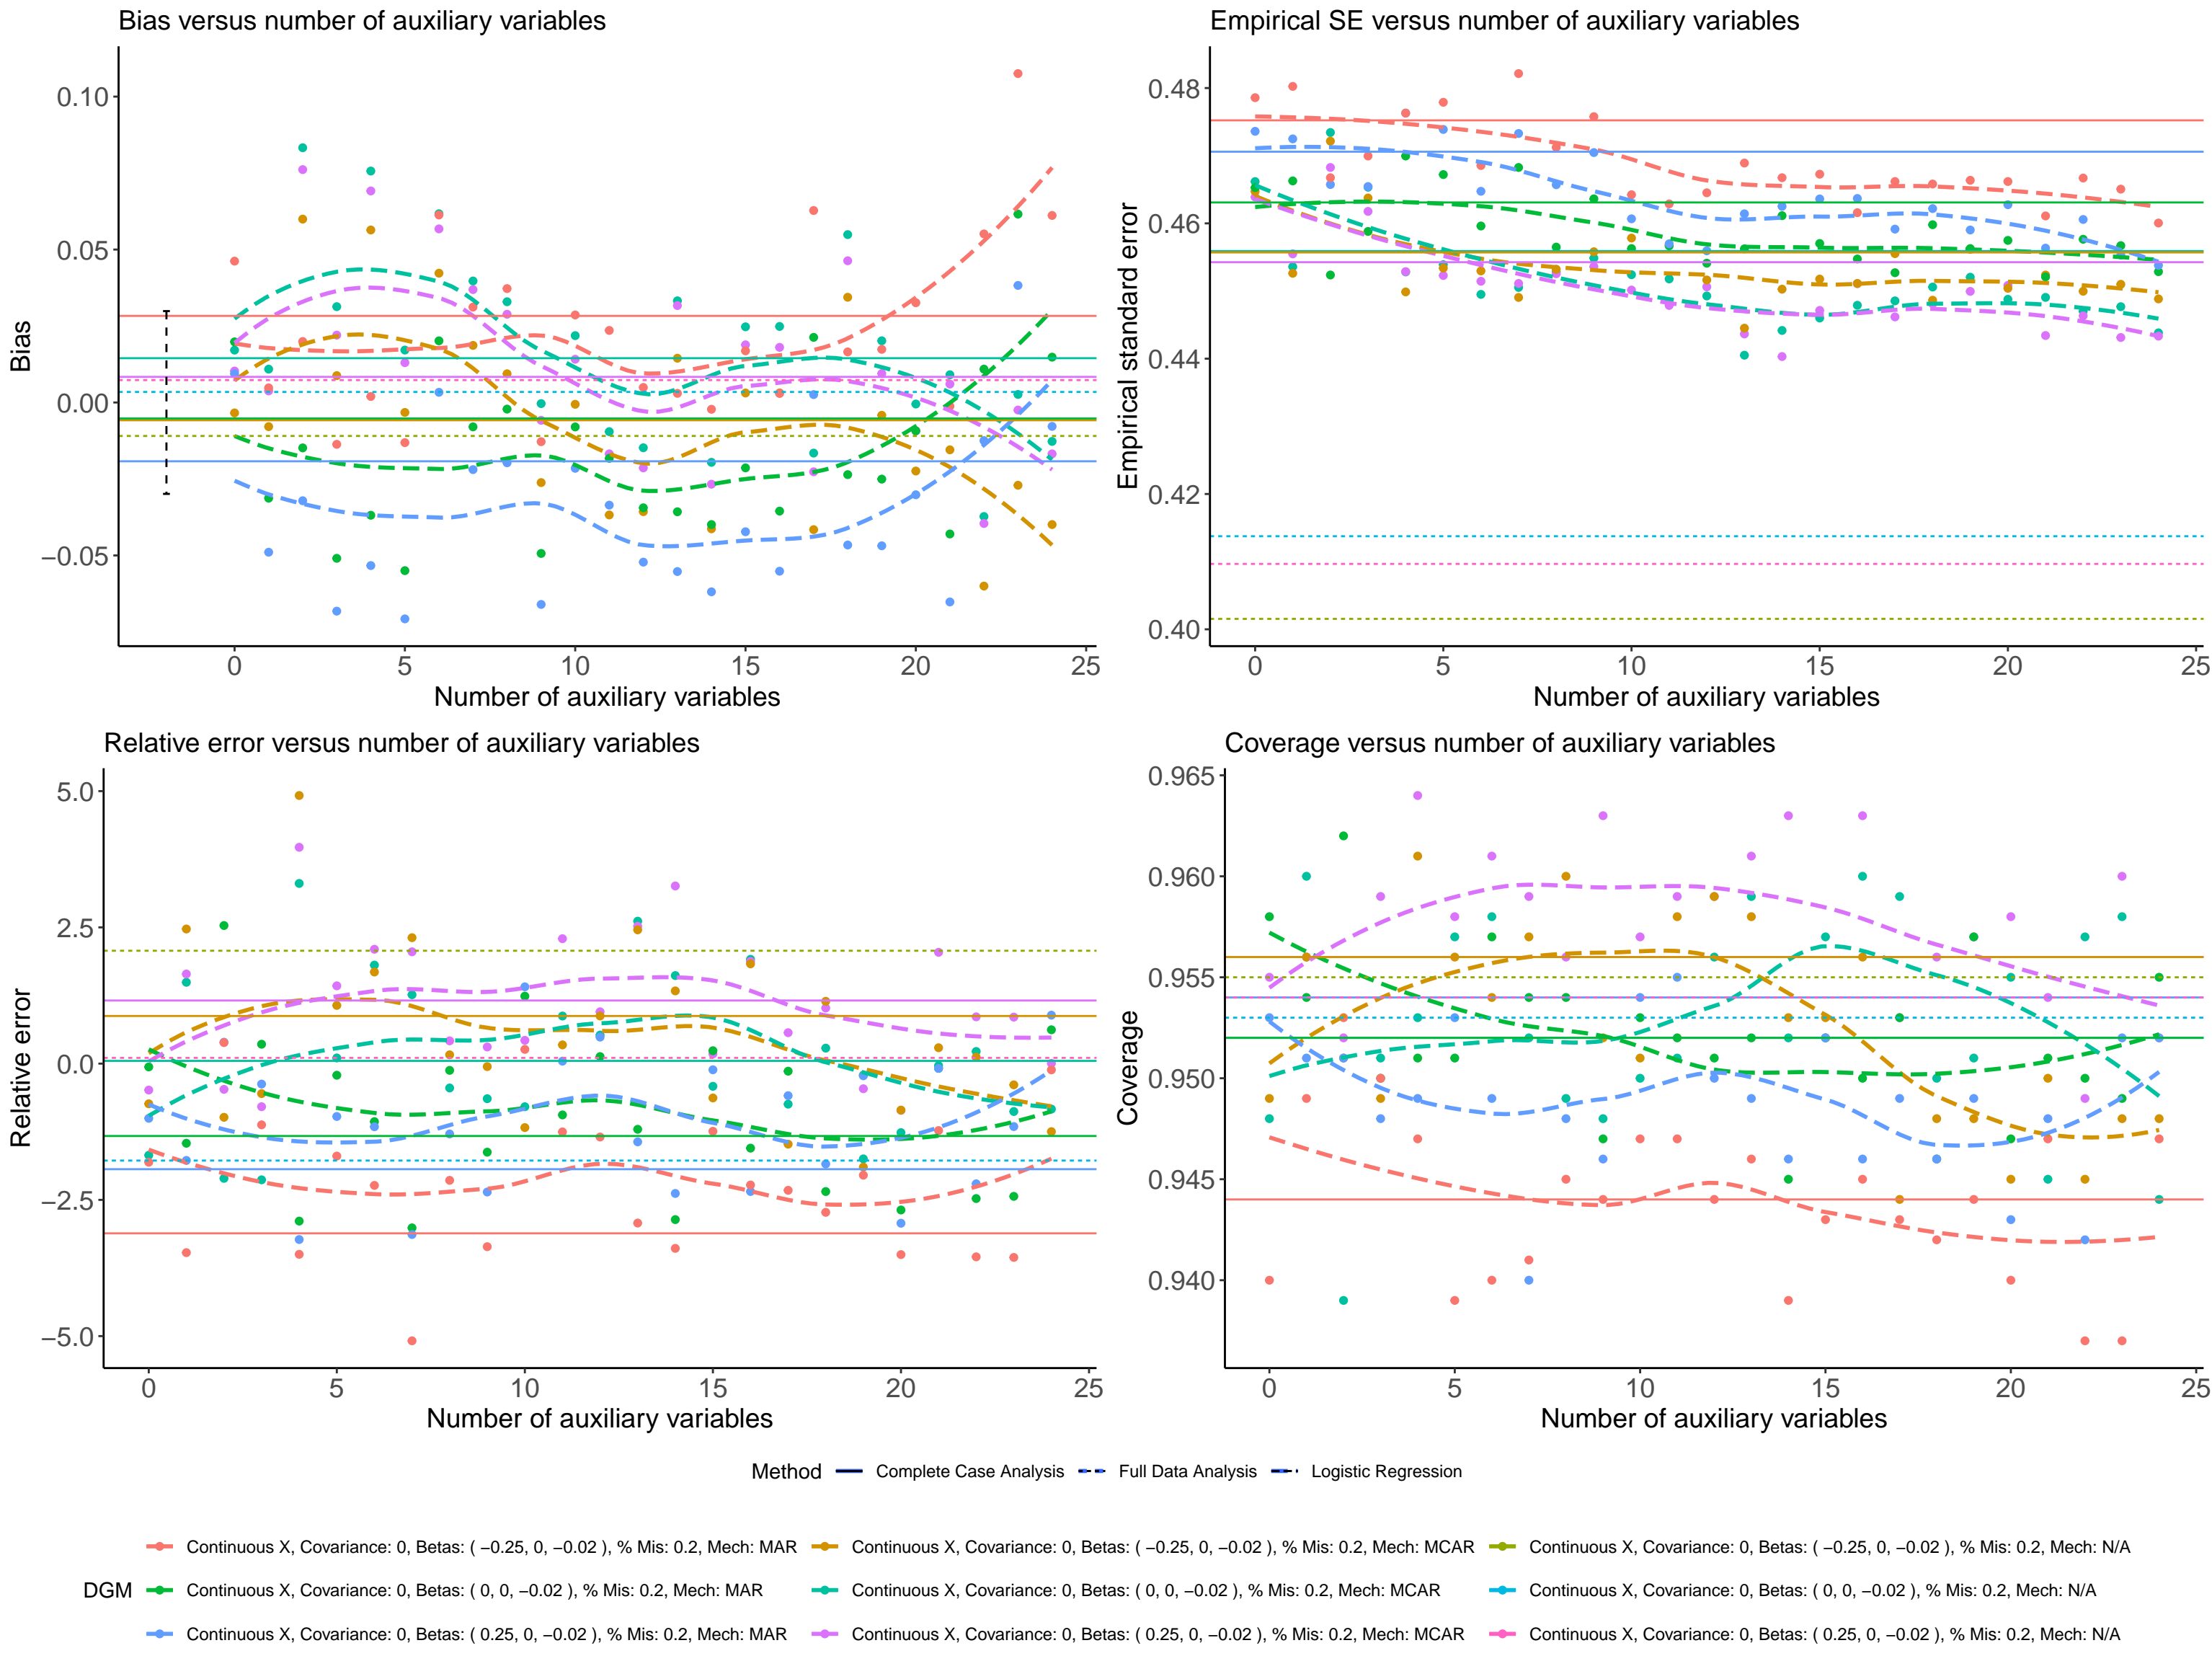 Bias versus number of auxiliary variables
0.10
0.05
0.00
−0.05
Bias
0 5 10 15 20 25
Number of auxiliary variables
Empirical SE versus number of auxiliary variables
0.48
0.46
0.44
0.42
0.40
Empirical standard error
0 5 10 15 20 25
Number of auxiliary variables
Relative error versus number of auxiliary variables
5.0
2.5
0.0
−2.5
−5.0
Relative error
0 5 10 15 20 25
Number of auxiliary variables
Coverage versus number of auxiliary variables
0.965
0.960
0.955
0.950
0.945
0.940
Coverage
0 5 10 15 20 25
Number of auxiliary variables
Method Complete Case Analysis Full Data Analysis Logistic Regression
Continuous X, Covariance: 0, Betas: ( −0.25, 0, −0.02 ), % Mis: 0.2, Mech: MAR Continuous X, Covariance: 0, Betas: ( −0.25, 0, −0.02 ), % Mis: 0.2, Mech: MCAR Continuous X, Covariance: 0, Betas: ( −0.25, 0, −0.02 ), % Mis: 0.2, Mech: N/A
DGM Continuous X, Covariance: 0, Betas: ( 0, 0, −0.02 ), % Mis: 0.2, Mech: MAR Continuous X, Covariance: 0, Betas: ( 0, 0, −0.02 ), % Mis: 0.2, Mech: MCAR Continuous X, Covariance: 0, Betas: ( 0, 0, −0.02 ), % Mis: 0.2, Mech: N/A
Continuous X, Covariance: 0, Betas: ( 0.25, 0, −0.02 ), % Mis: 0.2, Mech: MAR Continuous X, Covariance: 0, Betas: ( 0.25, 0, −0.02 ), % Mis: 0.2, Mech: MCAR Continuous X, Covariance: 0, Betas: ( 0.25, 0, −0.02 ), % Mis: 0.2, Mech: N/A